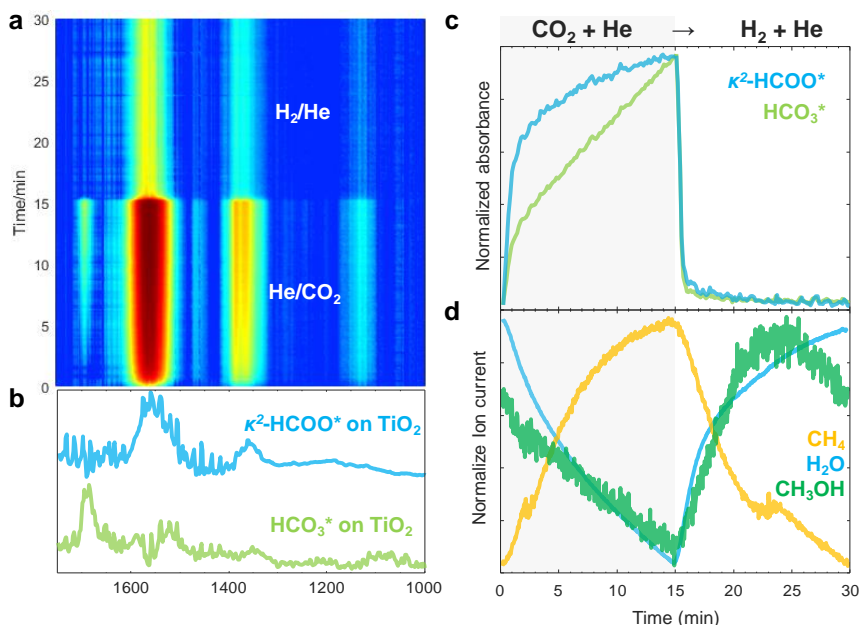 a
30
25
20
15
10
5
0
Time/min
H₂/He
He/CO₂
b
κ²-HCOO* on TiO₂
HCO₃* on TiO₂
1600
1400
1200
1000
CO₂ + He → H₂ + He
c
Normalized absorbance
κ²-HCOO*
HCO₃*
d
Normalize Ion current
CH₄
H₂O
CH₃OH
0
5
10
15
20
25
30
Time (min)